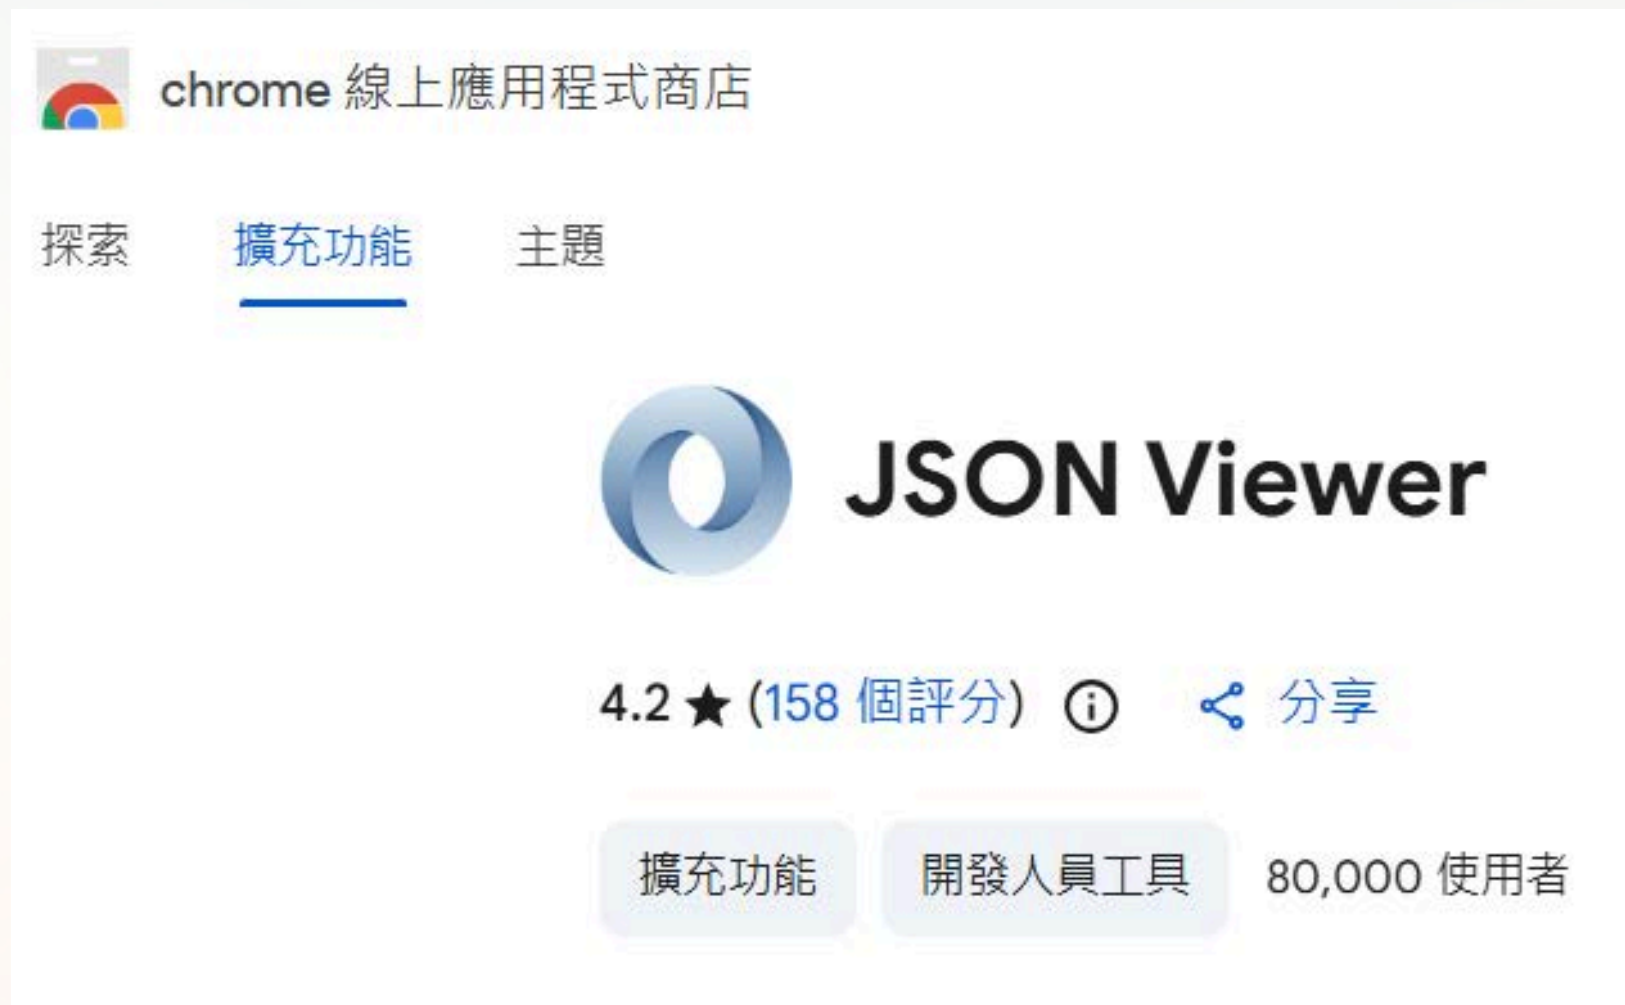 chrome 線上應用程式商店
探索 擴充功能 主題
JSON Viewer
4.2 ★ (158 個評分) 分享
擴充功能 開發人員工具 80,000 使用者